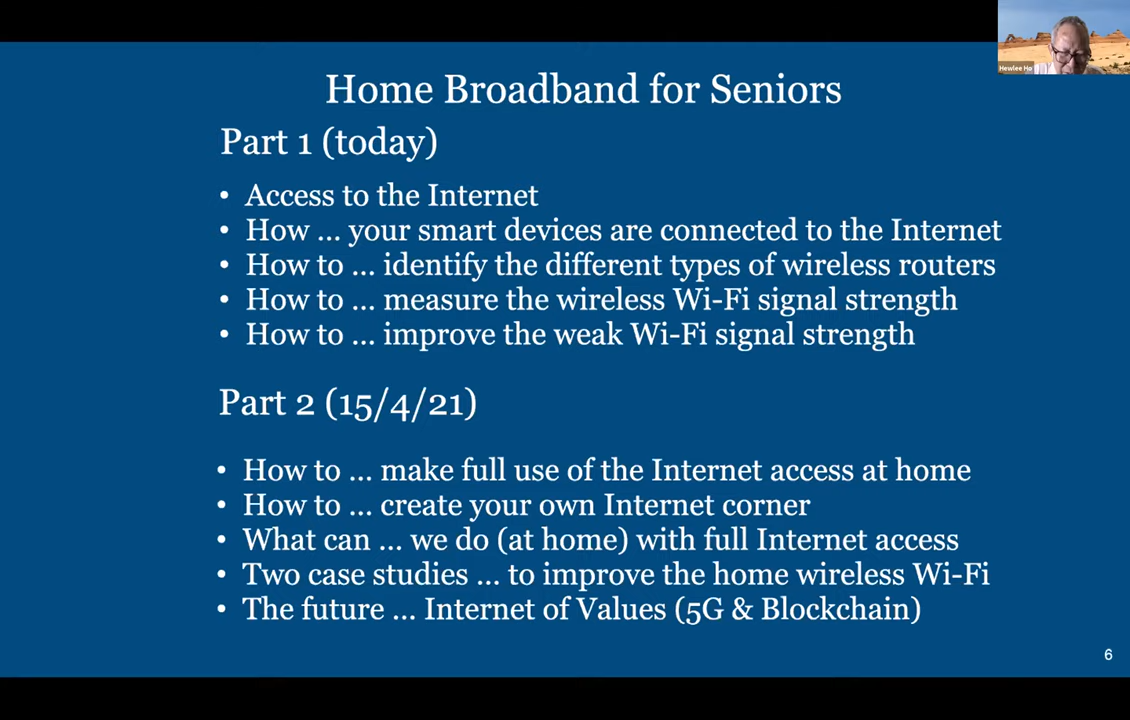 Hewlee Ho
Home Broadband for Seniors
Part 1 (today)
• Access to the Internet
• How ... your smart devices are connected to the Internet
• How to ... identify the different types of wireless routers
• How to ... measure the wireless Wi-Fi signal strength
• How to ... improve the weak Wi-Fi signal strength
Part 2 (15/4/21)
• How to ... make full use of the Internet access at home
• How to ... create your own Internet corner
• What can ... we do (at home) with full Internet access
• Two case studies ... to improve the home wireless Wi-Fi
• The future ... Internet of Values (5G & Blockchain)
6